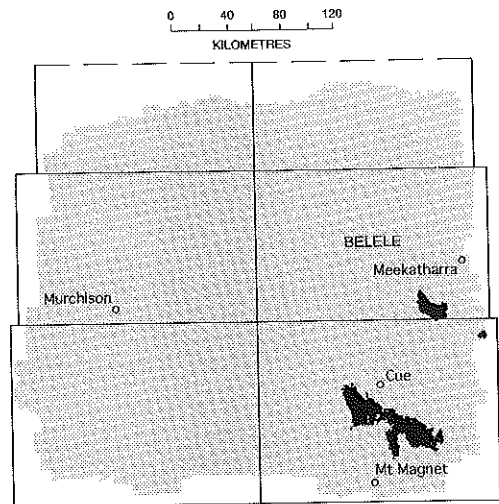 0 40 80 120
KILOMETRES
BELELE
Meekatharra
Murchison
Cue
Mt Magnet